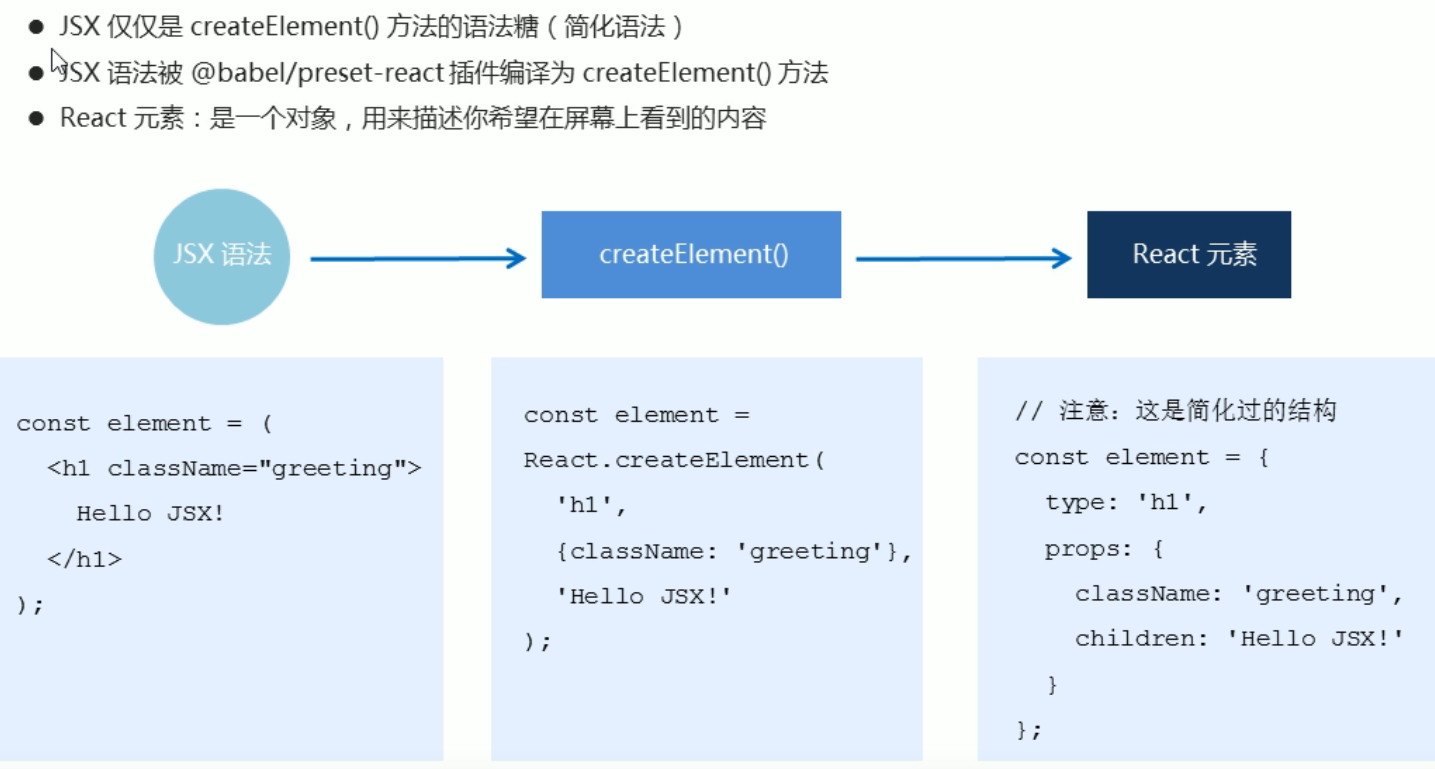 ● JSX 仅仅是 createElement() 方法的语法糖（简化语法）
● JSX 语法被 @babel/preset-react 插件编译为 createElement() 方法
● React 元素：是一个对象，用来描述你希望在屏幕上看到的内容
JSX 语法
createElement()
React 元素
const element = (
  <h1 className="greeting">
    Hello JSX!
  </h1>
);
const element =
React.createElement(
  'h1',
  {className: 'greeting'},
  'Hello JSX!'
);
// 注意：这是简化过的结构
const element = {
  type: 'h1',
  props: {
    className: 'greeting',
    children: 'Hello JSX!'
  }
};